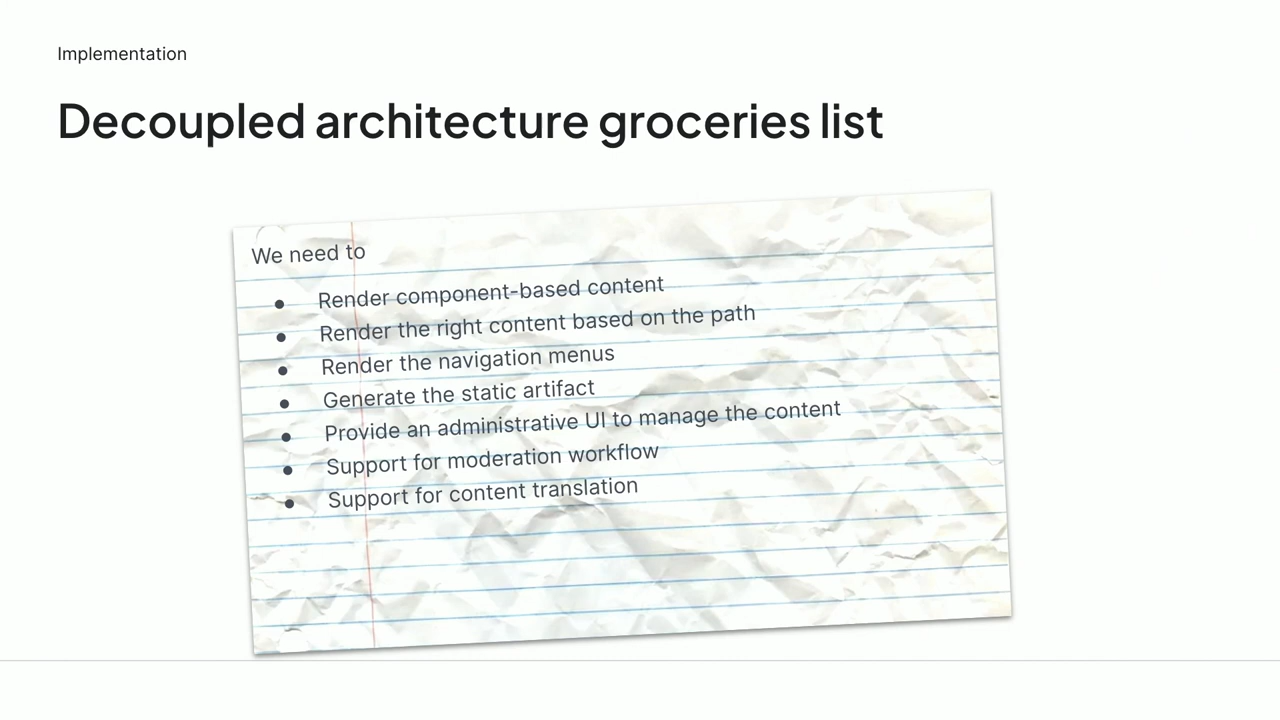 Implementation
Decoupled architecture groceries list
We need to
● Render component-based content
● Render the right content based on the path
● Render the navigation menus
● Generate the static artifact
● Provide an administrative UI to manage the content
● Support for moderation workflow
● Support for content translation